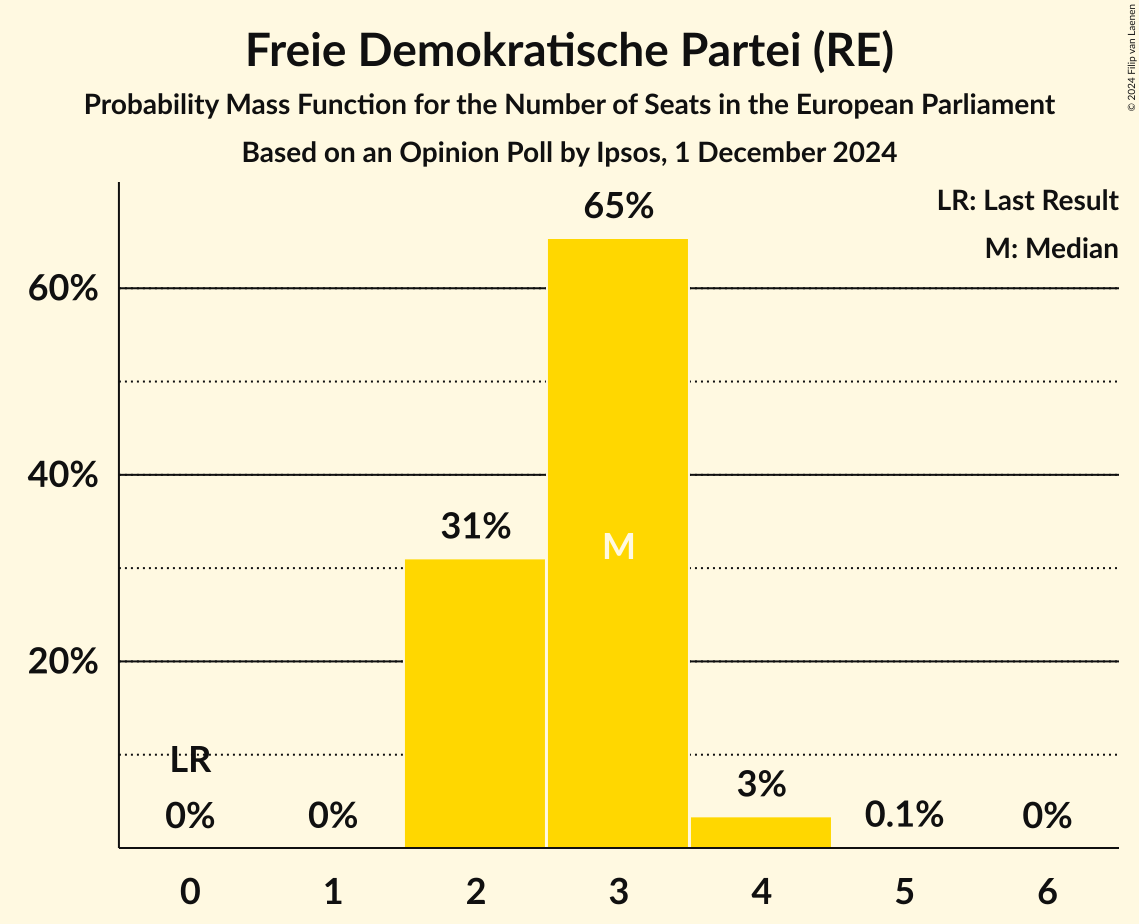 Freie Demokratische Partei (RE)
Probability Mass Function for the Number of Seats in the European Parliament
Based on an Opinion Poll by Ipsos, 1 December 2024
© 2024 Filip van Laenen
LR: Last Result
M: Median
65%
60%
40%
31%
M
20%
LR
3%
0%
0%
0.1%
0%
0
1
2
3
4
5
6